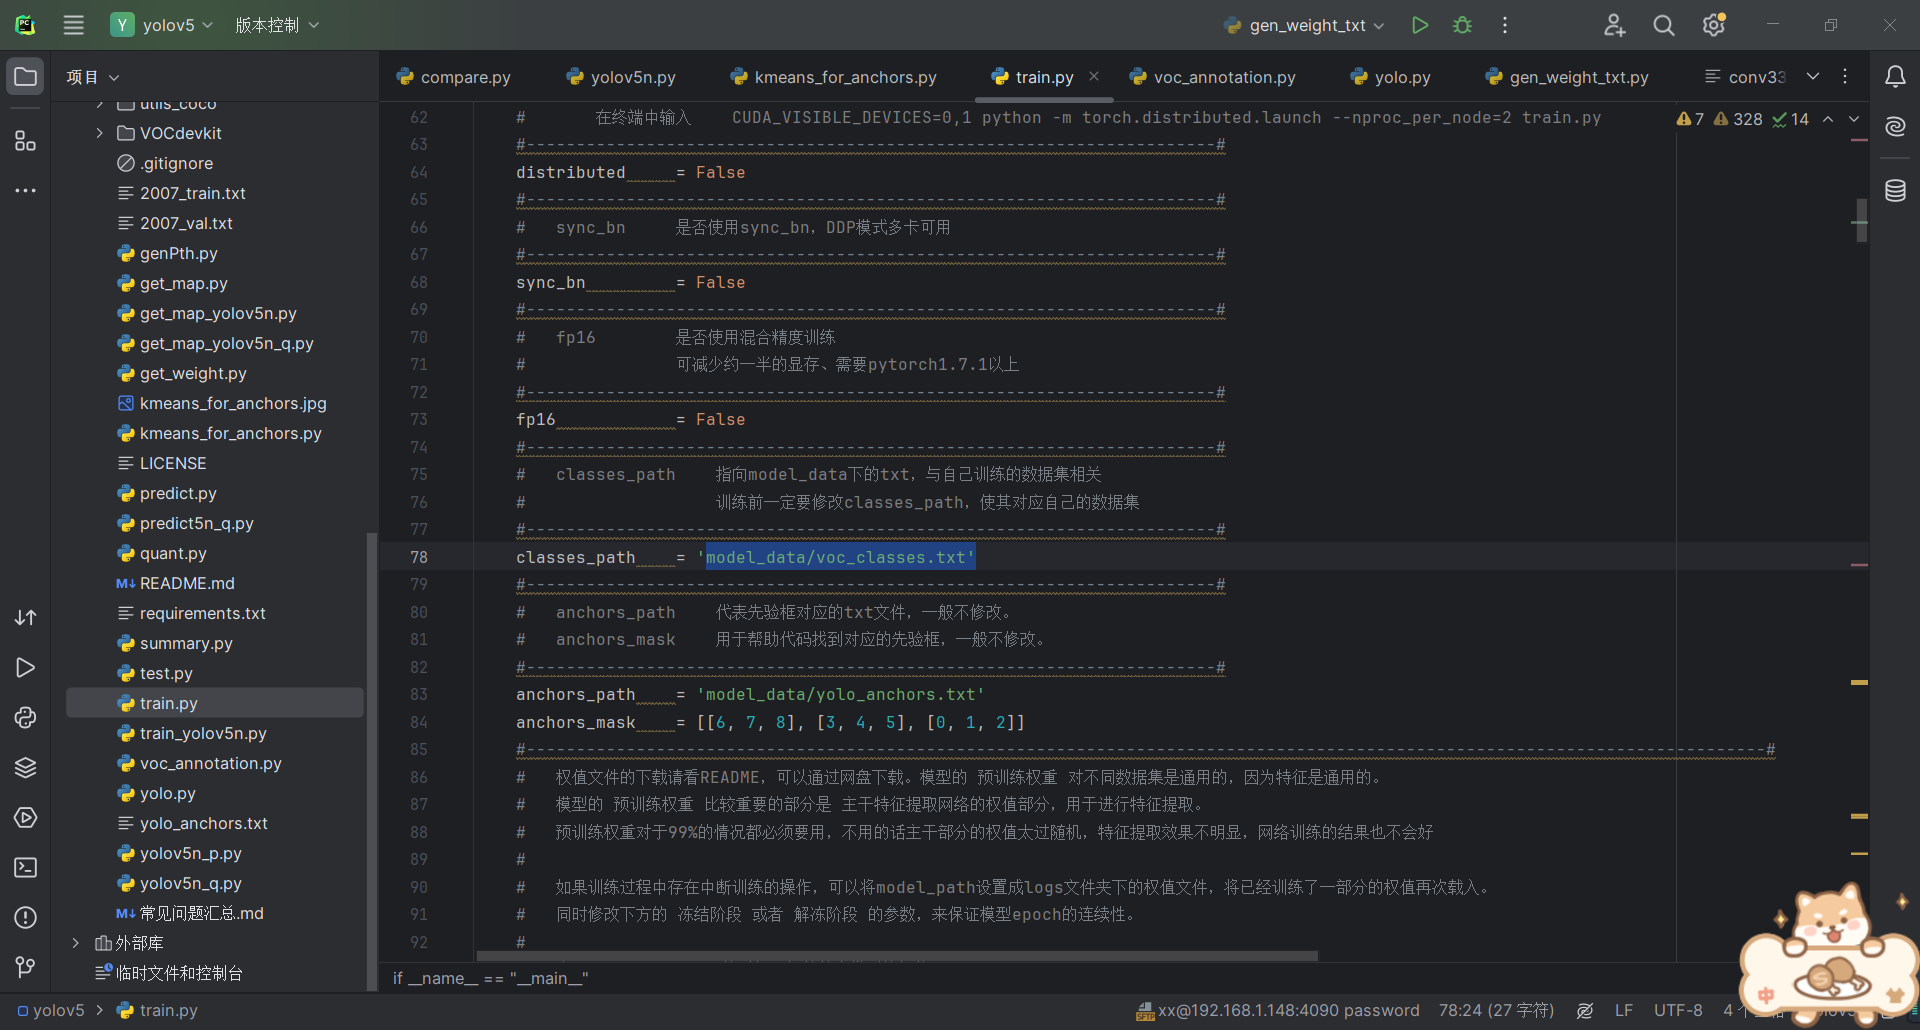 Y yolov5 版本控制 gen_weight_txt
项目
compare.py yolov5n.py kmeans_for_anchors.py train.py voc_annotation.py yolo.py gen_weight_txt.py conv33
utils_coco
VOCdevkit
.gitignore
2007_train.txt
2007_val.txt
genPth.py
get_map.py
get_map_yolov5n.py
get_map_yolov5n_q.py
get_weight.py
kmeans_for_anchors.jpg
kmeans_for_anchors.py
LICENSE
predict.py
predict5n_q.py
quant.py
README.md
requirements.txt
summary.py
test.py
train.py
train_yolov5n.py
voc_annotation.py
yolo.py
yolo_anchors.txt
yolov5n_p.py
yolov5n_q.py
常见问题汇总.md
外部库
临时文件和控制台
7 328 14
62 # 在终端中输入 CUDA_VISIBLE_DEVICES=0,1 python -m torch.distributed.launch --nproc_per_node=2 train.py
63 #---------------------------------------------------------------------#
64 distributed = False
65 #---------------------------------------------------------------------#
66 # sync_bn 是否使用sync_bn，DDP模式多卡可用
67 #---------------------------------------------------------------------#
68 sync_bn = False
69 #---------------------------------------------------------------------#
70 # fp16 是否使用混合精度训练
71 # 可减少约一半的显存、需要pytorch1.7.1以上
72 #---------------------------------------------------------------------#
73 fp16 = False
74 #---------------------------------------------------------------------#
75 # classes_path 指向model_data下的txt，与自己训练的数据集相关
76 # 训练前一定要修改classes_path，使其对应自己的数据集
77 #---------------------------------------------------------------------#
78 classes_path = 'model_data/voc_classes.txt'
79 #---------------------------------------------------------------------#
80 # anchors_path 代表先验框对应的txt文件，一般不修改。
81 # anchors_mask 用于帮助代码找到对应的先验框，一般不修改。
82 #---------------------------------------------------------------------#
83 anchors_path = 'model_data/yolo_anchors.txt'
84 anchors_mask = [[6, 7, 8], [3, 4, 5], [0, 1, 2]]
85 #----------------------------------------------------------------------------------------------------------------------------#
86 # 权值文件的下载请看README，可以通过网盘下载。模型的 预训练权重 对不同数据集是通用的，因为特征是通用的。
87 # 模型的 预训练权重 比较重要的部分是 主干特征提取网络的权值部分，用于进行特征提取。
88 # 预训练权重对于99%的情况都必须要用，不用的话主干部分的权值太过随机，特征提取效果不明显，网络训练的结果也不会好
89 #
90 # 如果训练过程中存在中断训练的操作，可以将model_path设置成logs文件夹下的权值文件，将已经训练了一部分的权值再次载入。
91 # 同时修改下方的 冻结阶段 或者 解冻阶段 的参数，来保证模型epoch的连续性。
92 #
if __name__ == "__main__"
yolov5 train.py
SFTP xx@192.168.1.148:4090 password 78:24 (27 字符) LF UTF-8 4
中